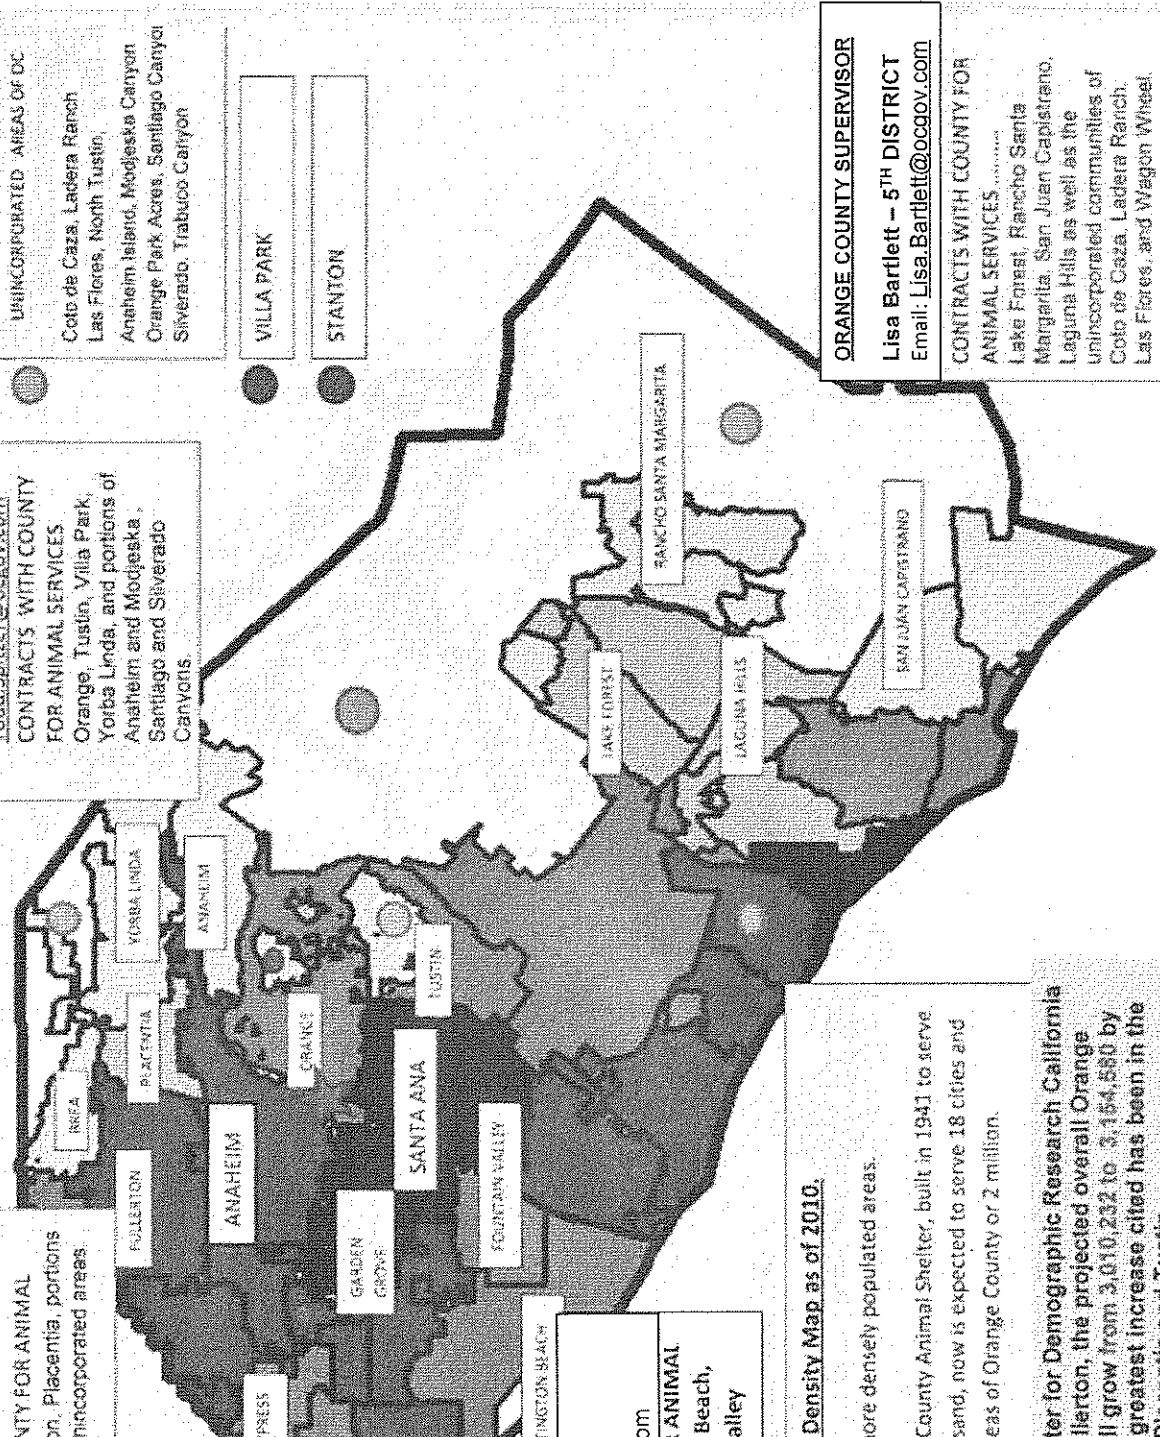 UNINCORPORATED AREAS OF OC
Coto de Caza, Ladera Ranch
Las Flores, North Tustin,
Anaheim Island, Modjeska Canyon
Orange Park Acres, Santiago Canyon
Silverado, Trabuco Canyon
VILLA PARK
STANTON
CONTRACTS WITH COUNTY
FOR ANIMAL SERVICES
Orange, Tustin, Villa Park,
Yorba Linda, and portions of
Anaheim and Modjeska,
Santiago and Silverado
Canyons.
NTY FOR ANIMAL
on, Placentia, portions
nincorporated areas
BREA
PLACENTIA
YORBA LINDA
ANAHEIM
FULLERTON
ANAHEIM
ORANGE
GARDEN
GROVE
SANTA ANA
TUSTIN
FOUNTAIN VALLEY
PRESS
TINGTON BEACH
LAKE FOREST
RANCHO SANTA MARGARITA
LAGUNA HILLS
SAN JUAN CAPISTRANO
ORANGE COUNTY SUPERVISOR
Lisa Bartlett – 5TH DISTRICT
Email: Lisa.Bartlett@ocgov.com
CONTRACTS WITH COUNTY FOR
ANIMAL SERVICES..........
Lake Forest, Rancho Santa
Margarita, San Juan Capistrano,
Laguna Hills as well as the
unincorporated communities of
Coto de Caza, Ladera Ranch,
Las Flores, and Wagon Wheel.
om
ANIMAL
Beach,
alley
Density Map as of 2010.
ore densely populated areas.
County Animal Shelter, built in 1941 to serve
sand, now is expected to serve 18 cities and
eas of Orange County or 2 million.
ter for Demographic Research California
llerton, the projected overall Orange
ll grow from 3,010,232 to 3,164,580 by
greatest increase cited has been in the